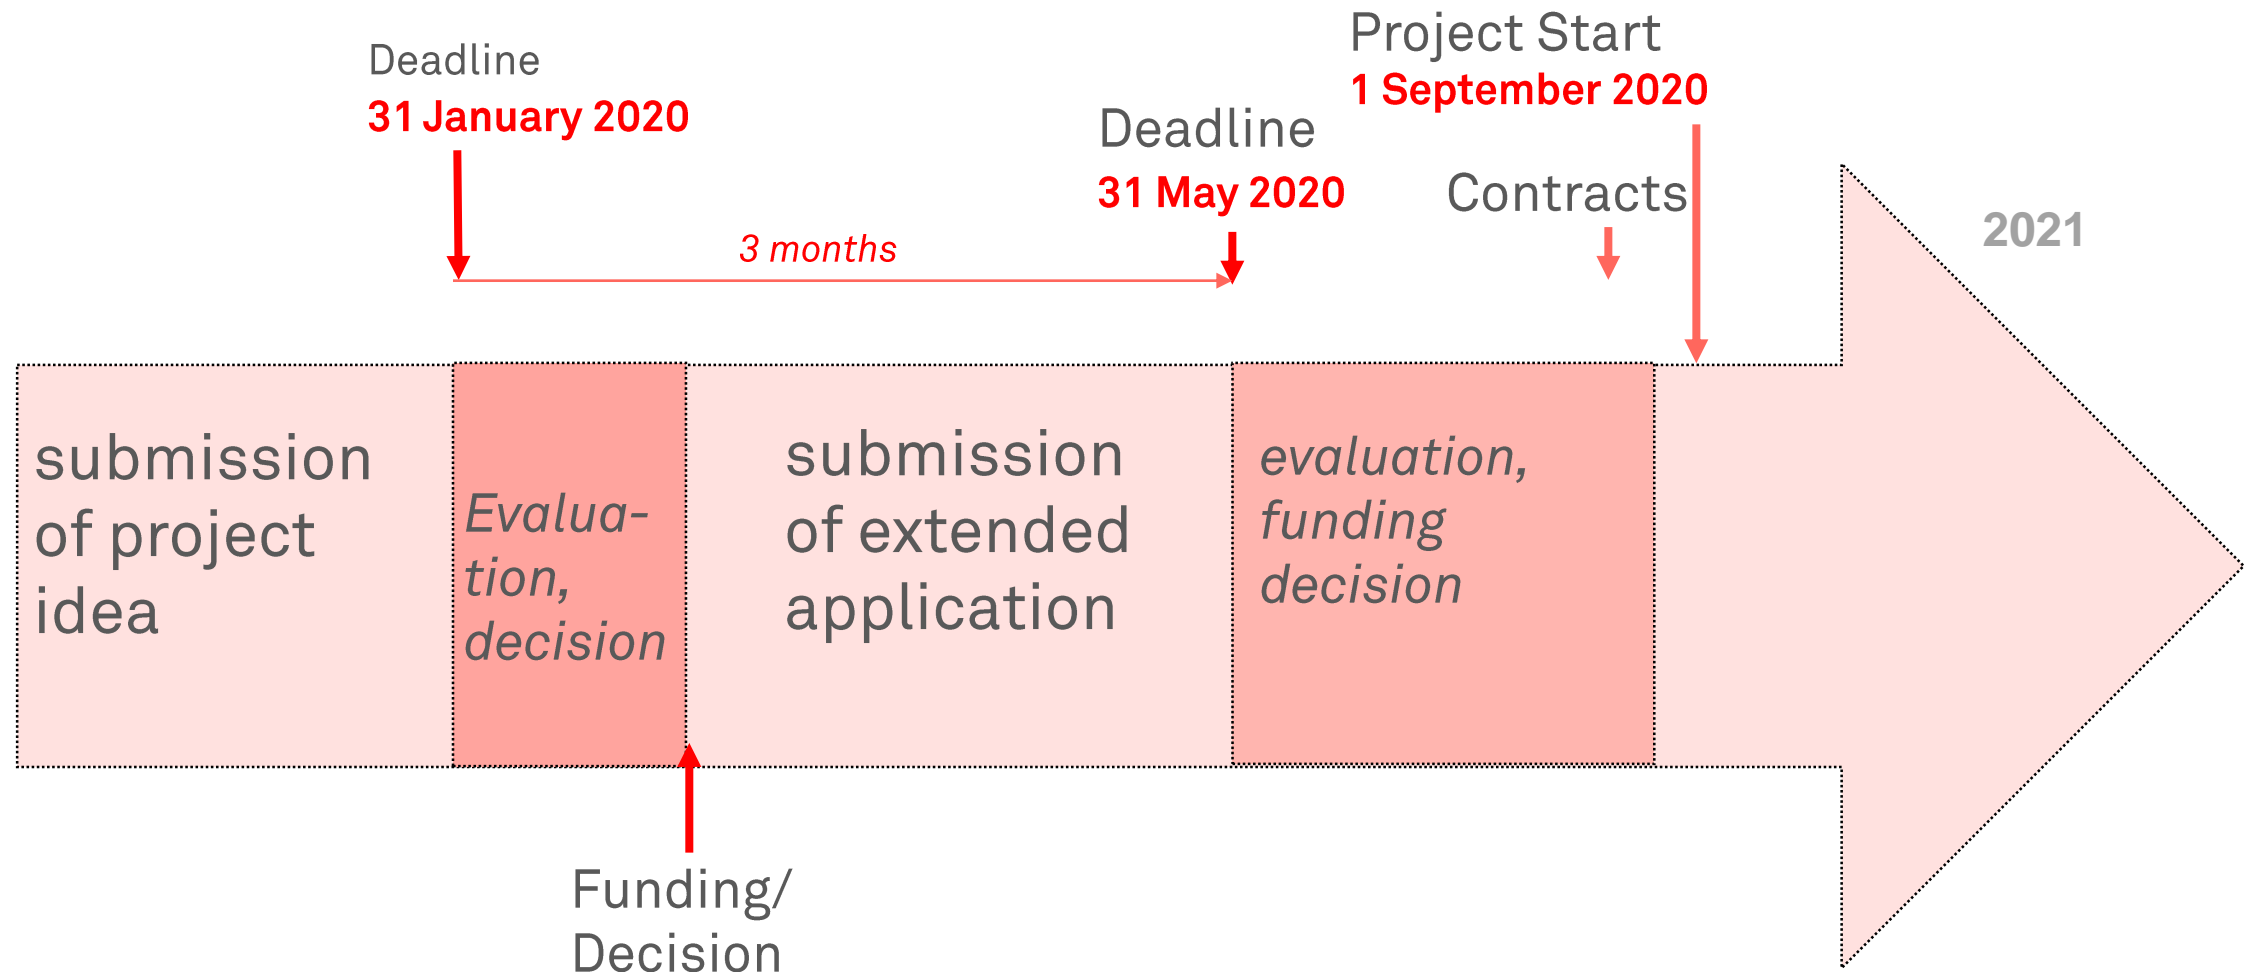 Project Start
1 September 2020
Deadline
31 January 2020
Deadline
31 May 2020
Contracts
2021
3 months
submission
of project
idea
Evalua-
tion,
decision
submission
of extended
application
evaluation,
funding
decision
Funding/
Decision